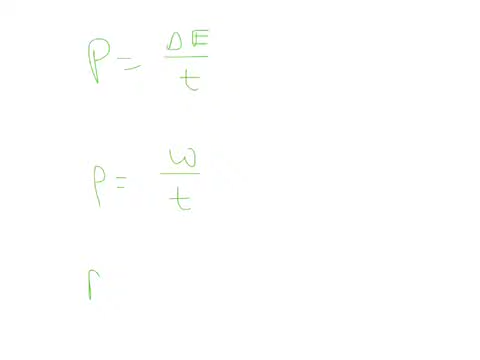 P = ΔE/t
P = W/t